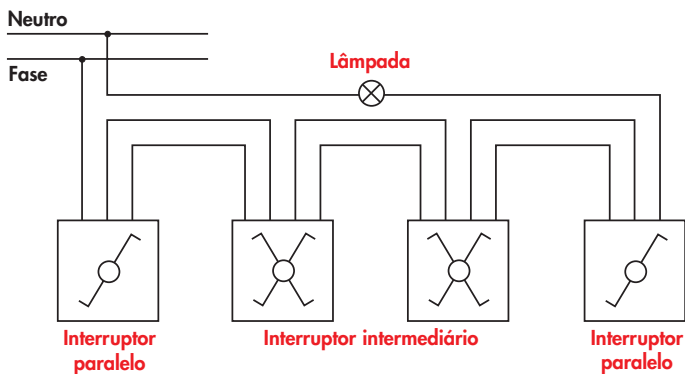 Neutro
Fase
Lâmpada
Interruptor
paralelo
Interruptor intermediário
Interruptor
paralelo